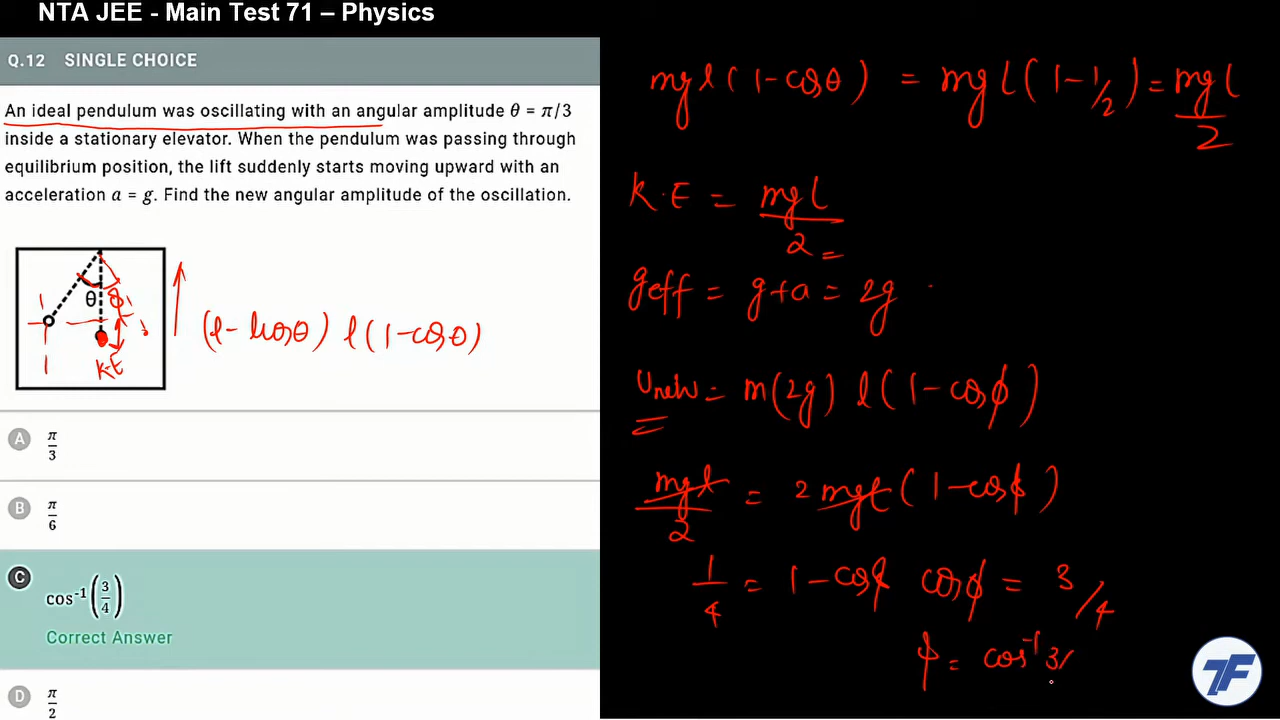 NTA JEE - Main Test 71 – Physics
Q.12 SINGLE CHOICE
An ideal pendulum was oscillating with an angular amplitude θ = π/3
inside a stationary elevator. When the pendulum was passing through
equilibrium position, the lift suddenly starts moving upward with an
acceleration a = g. Find the new angular amplitude of the oscillation.
θ
K.E
(l - lcosθ) l(1-cosθ)
A π/3
B π/6
C cos⁻¹(3/4)
Correct Answer
D π/2
mgl(1-cosθ) = mgl(1-1/2) = mgl/2
K.E = mgl/2
geff = g+a = 2g
Unew = m(2g) l(1-cosϕ)
mgl/2 = 2mgl(1-cosϕ)
1/4 = 1-cosϕ cosϕ = 3/4
ϕ = cos⁻¹ 3/
7F